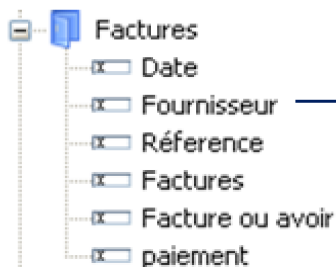 Factures
Date
Fournisseur
Réference
Factures
Facture ou avoir
paiement